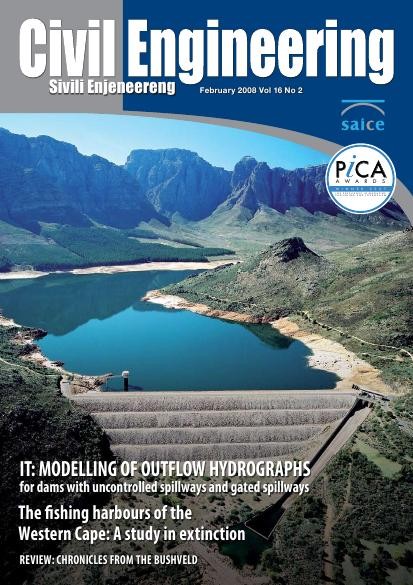 Civil Engineering
Sivili Enjeneereng
February 2008 Vol 16 No 2
saice
PiCA
AWARDS
WINNER 2007
IT: MODELLING OF OUTFLOW HYDROGRAPHS
for dams with uncontrolled spillways and gated spillways
The fishing harbours of the
Western Cape: A study in extinction
REVIEW: CHRONICLES FROM THE BUSHVELD